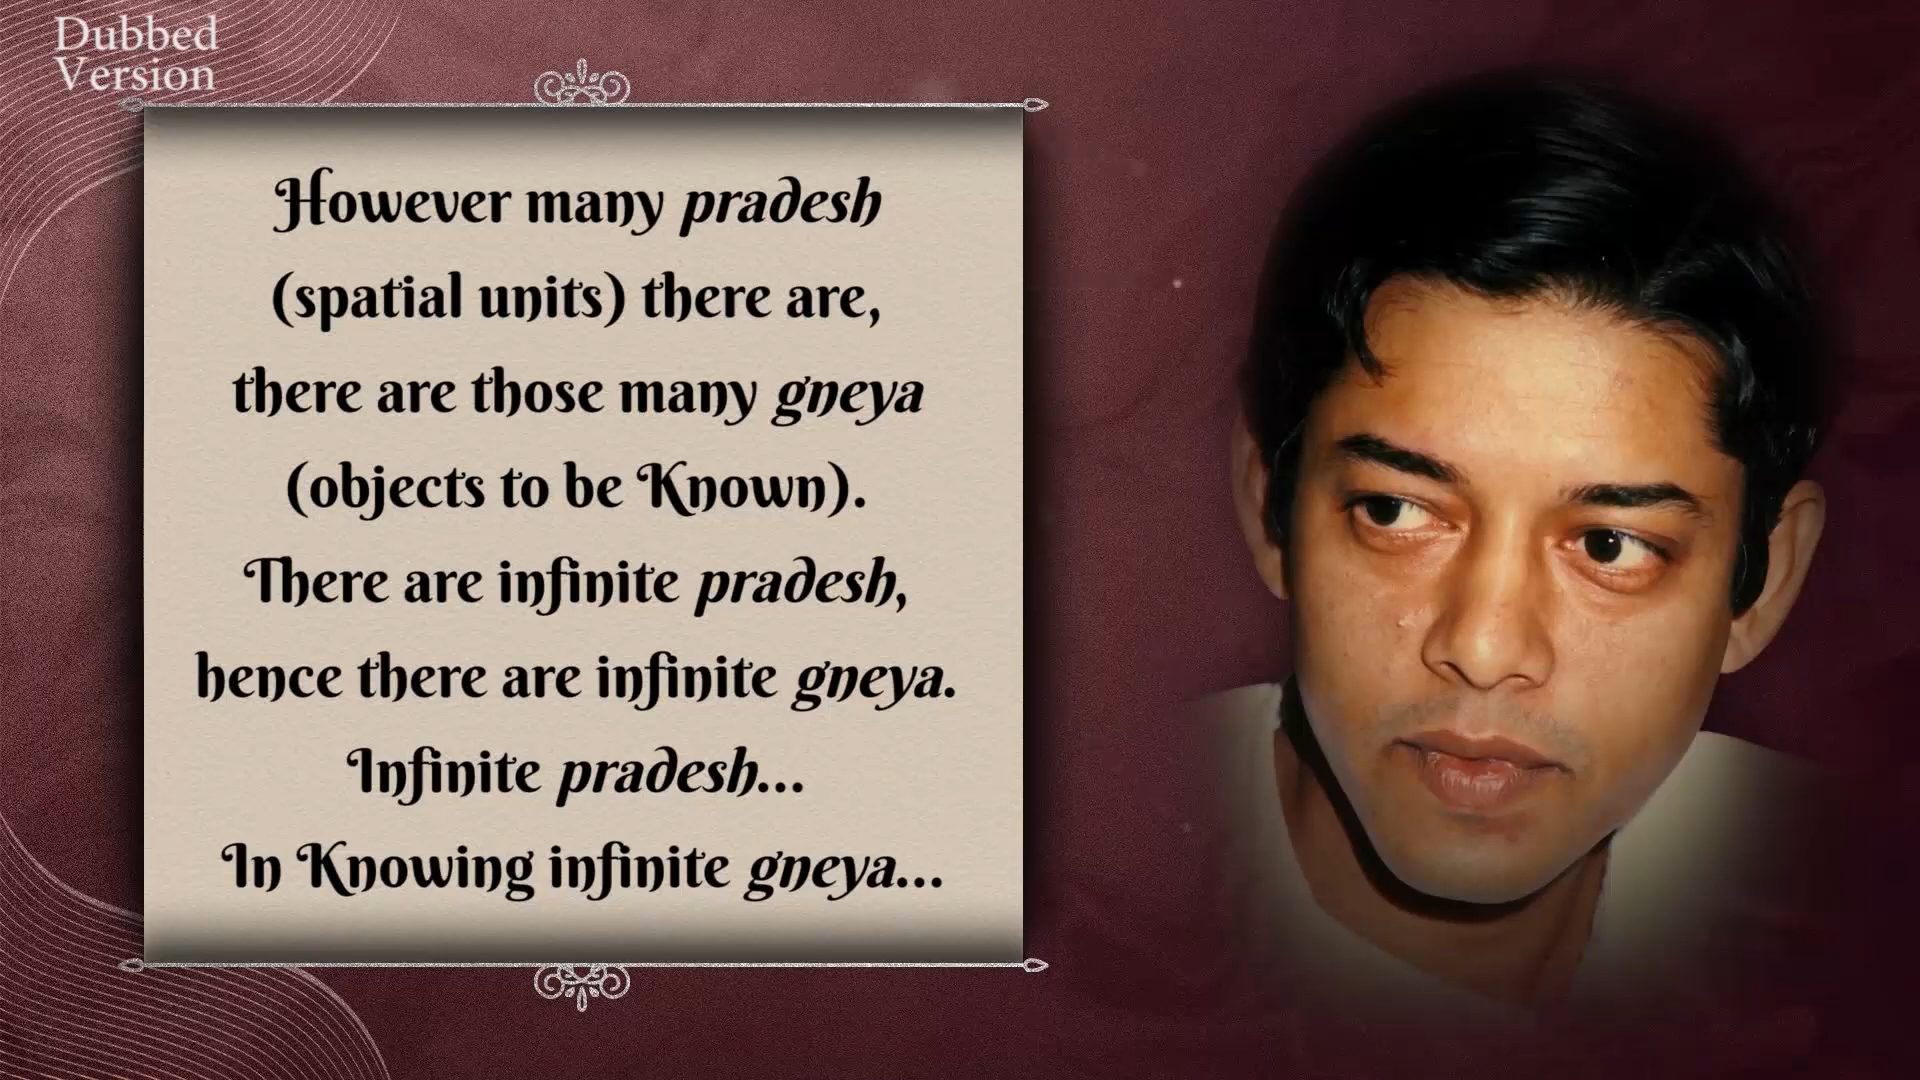 Dubbed
Version
However many pradesh
(spatial units) there are,
there are those many gneya
(objects to be Known).
There are infinite pradesh,
hence there are infinite gneya.
Infinite pradesh...
In Knowing infinite gneya...